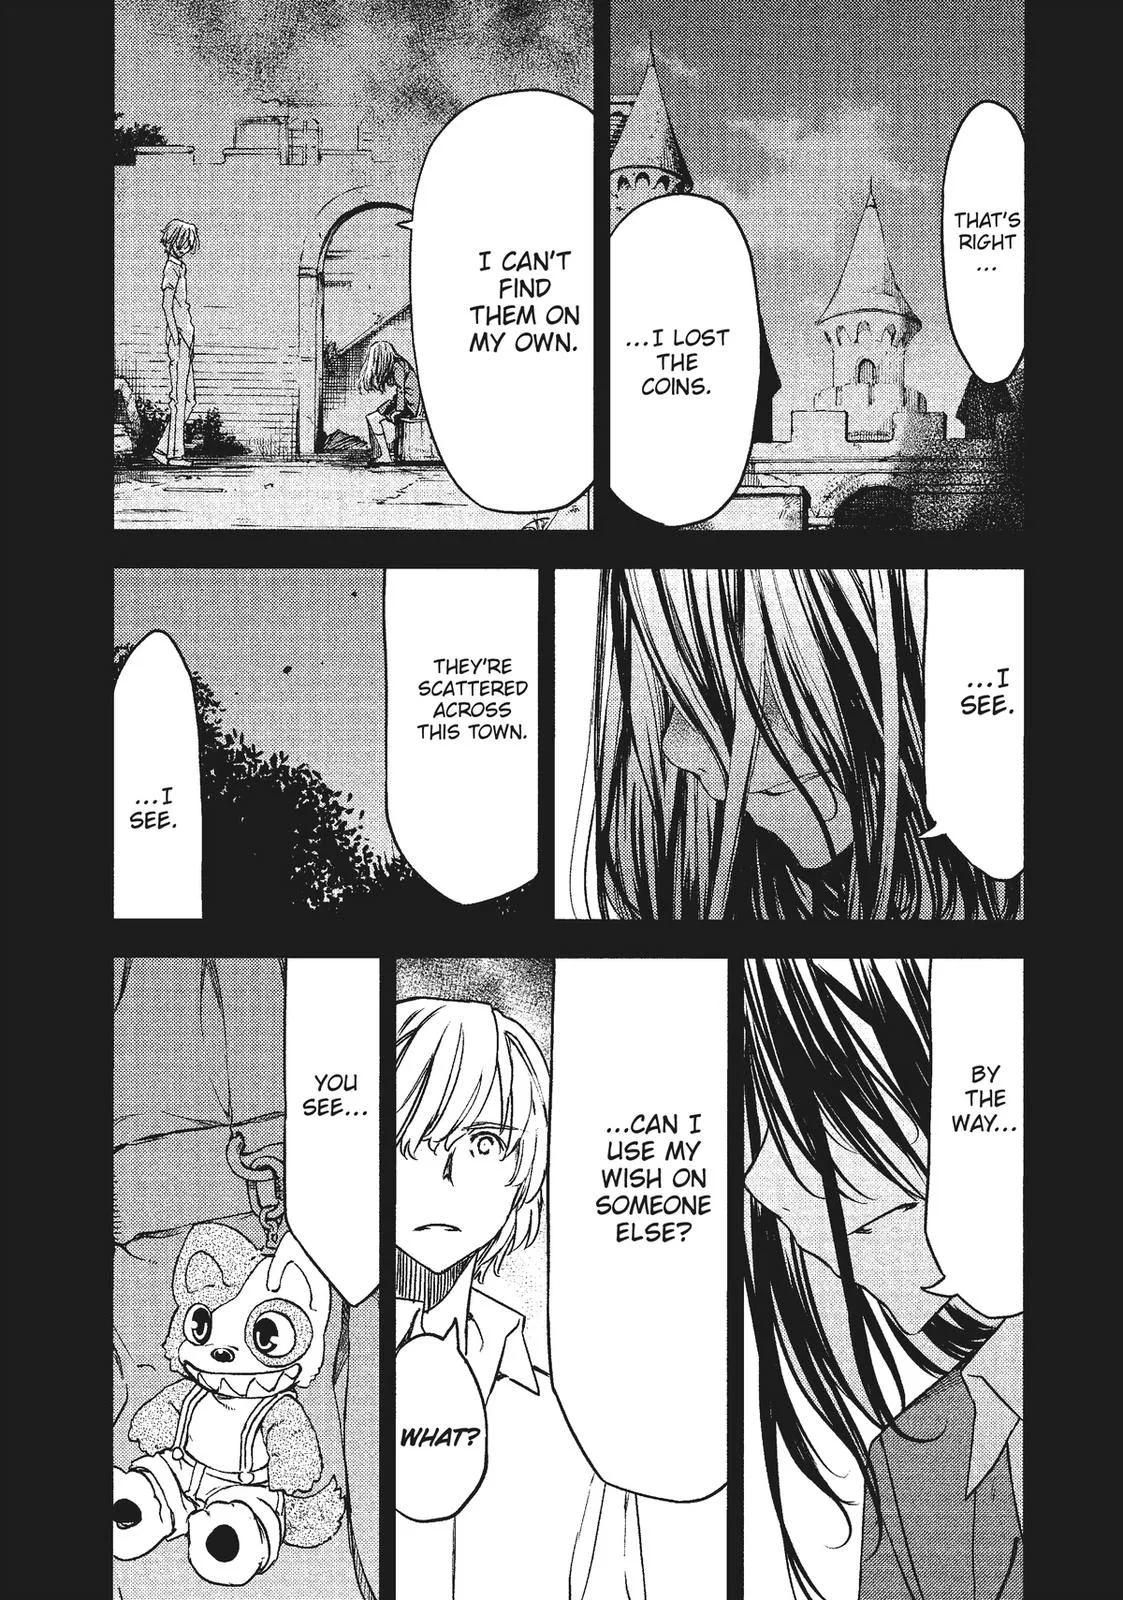 THAT'S
RIGHT
...
...I LOST
THE
COINS.
I CAN'T
FIND
THEM ON
MY OWN.
...I
SEE.
THEY'RE
SCATTERED
ACROSS
THIS TOWN.
...I
SEE.
BY
THE
WAY...
...CAN I
USE MY
WISH ON
SOMEONE
ELSE?
WHAT?
YOU
SEE...